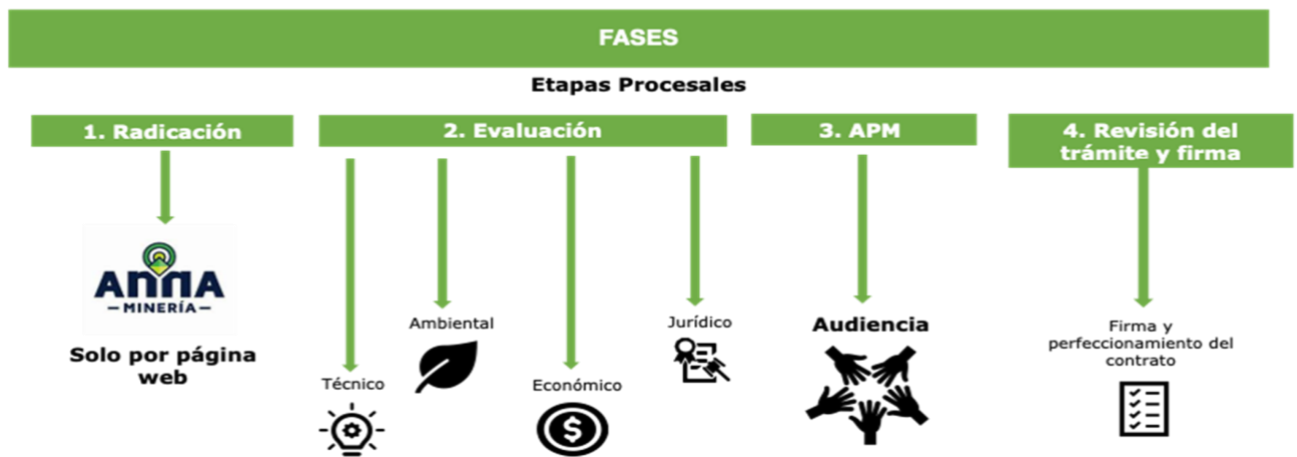 FASES
Etapas Procesales
1. Radicación
2. Evaluación
3. APM
4. Revisión del
trámite y firma
ANNA
—MINERÍA—
Solo por página
web
Técnico
Ambiental
Económico
$
Jurídico
Audiencia
Firma y
perfeccionamiento del
contrato